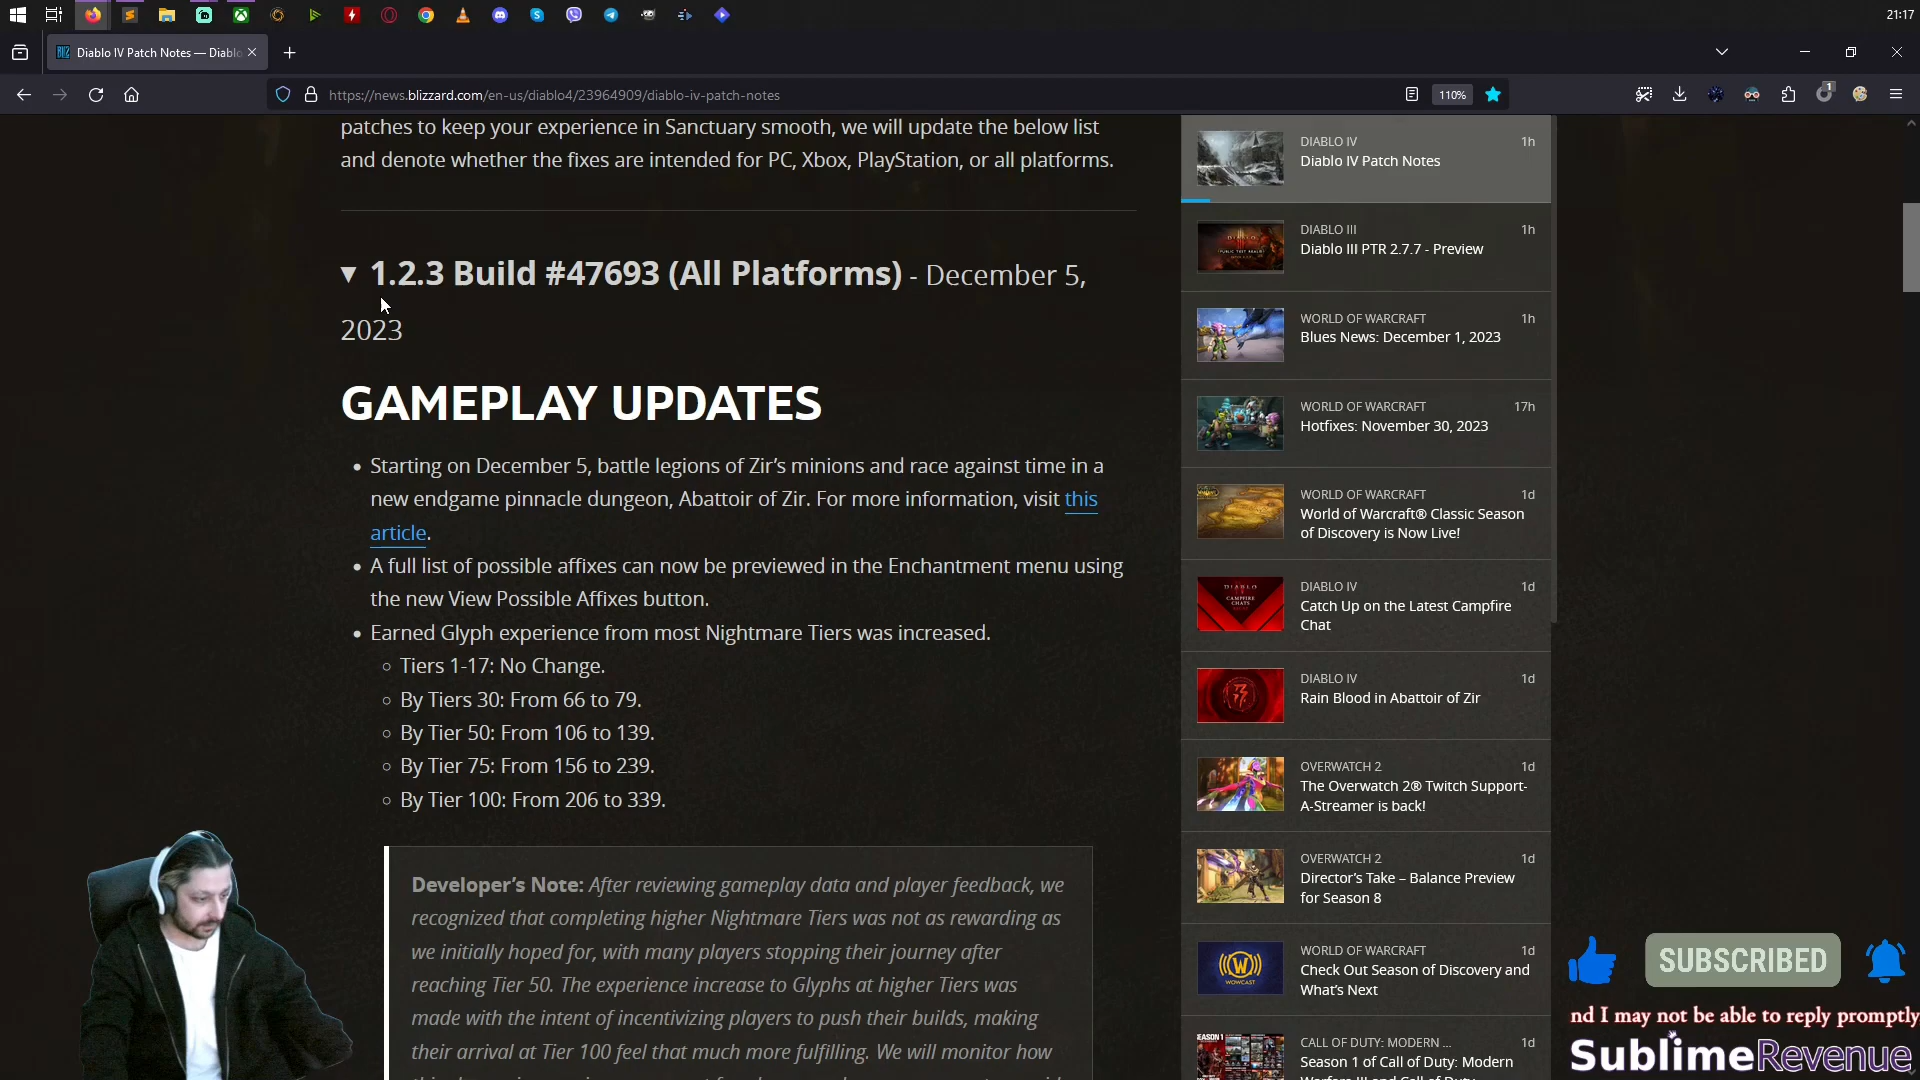 21:17
Diablo IV Patch Notes — Diablo
https://news.blizzard.com/en-us/diablo4/23964909/diablo-iv-patch-notes
110%
1
patches to keep your experience in Sanctuary smooth, we will update the below list
and denote whether the fixes are intended for PC, Xbox, PlayStation, or all platforms.
1.2.3 Build #47693 (All Platforms) - December 5,
2023
GAMEPLAY UPDATES
• Starting on December 5, battle legions of Zir's minions and race against time in a
new endgame pinnacle dungeon, Abattoir of Zir. For more information, visit this
article.
• A full list of possible affixes can now be previewed in the Enchantment menu using
the new View Possible Affixes button.
• Earned Glyph experience from most Nightmare Tiers was increased.
Tiers 1-17: No Change.
By Tiers 30: From 66 to 79.
By Tier 50: From 106 to 139.
By Tier 75: From 156 to 239.
By Tier 100: From 206 to 339.
Developer's Note: After reviewing gameplay data and player feedback, we
recognized that completing higher Nightmare Tiers was not as rewarding as
we initially hoped for, with many players stopping their journey after
reaching Tier 50. The experience increase to Glyphs at higher Tiers was
made with the intent of incentivizing players to push their builds, making
their arrival at Tier 100 feel that much more fulfilling. We will monitor how
DIABLO IV 1h
Diablo IV Patch Notes
DIABLO III 1h
Diablo III PTR 2.7.7 - Preview
WORLD OF WARCRAFT 1h
Blues News: December 1, 2023
WORLD OF WARCRAFT 17h
Hotfixes: November 30, 2023
WORLD OF WARCRAFT 1d
World of Warcraft® Classic Season
of Discovery is Now Live!
DIABLO IV 1d
Catch Up on the Latest Campfire
Chat
DIABLO IV 1d
Rain Blood in Abattoir of Zir
OVERWATCH 2 1d
The Overwatch 2® Twitch Support-
A-Streamer is back!
OVERWATCH 2 1d
Director's Take – Balance Preview
for Season 8
WORLD OF WARCRAFT 1d
Check Out Season of Discovery and
What's Next
CALL OF DUTY: MODERN ... 1d
Season 1 of Call of Duty: Modern
SUBSCRIBED
nd I may not be able to reply promptly
SublimeRevenue